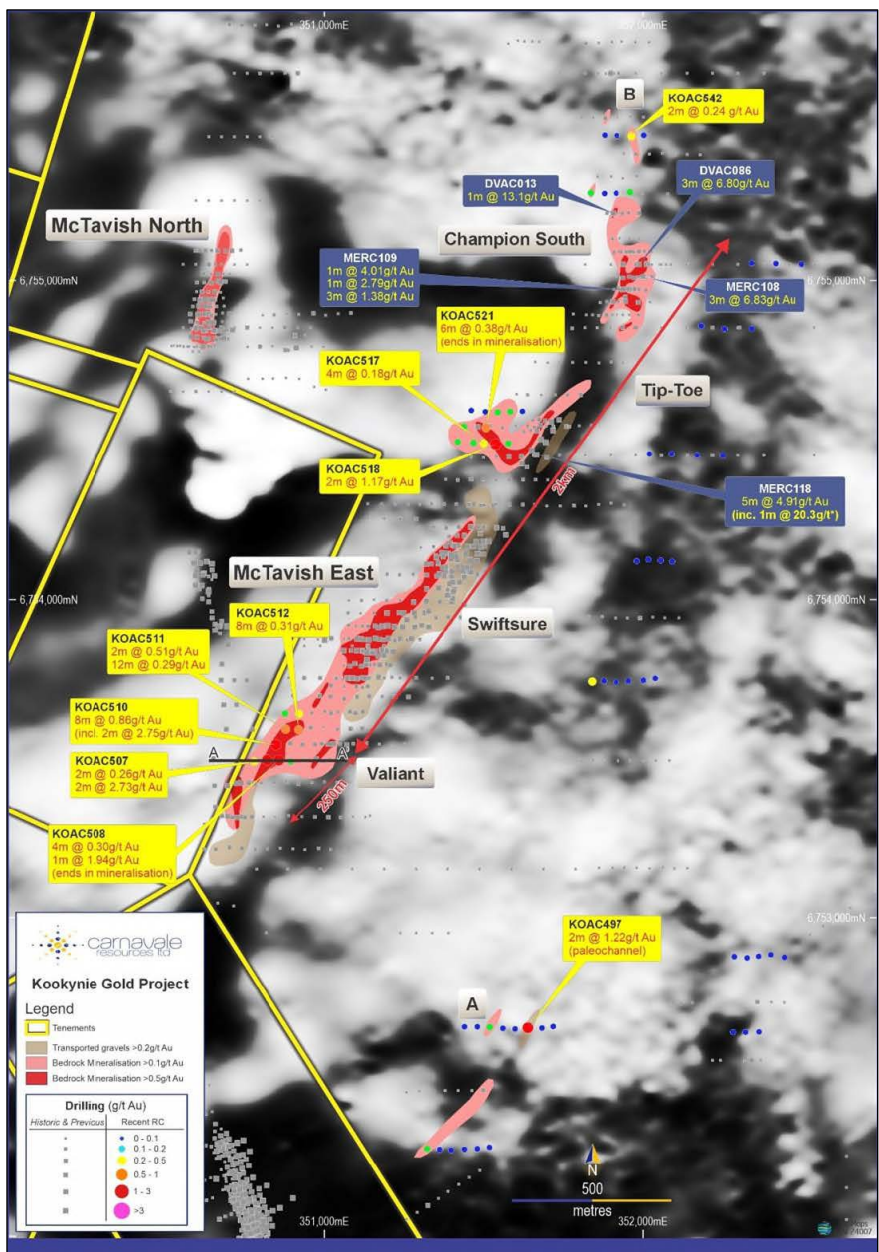 351,000mE
352,000mE
B
KOAC542
2m @ 0.24 g/t Au
DVAC013
1m @ 13.1g/t Au
DVAC086
3m @ 6.80g/t Au
McTavish North
Champion South
MERC109
1m @ 4.01g/t Au
1m @ 2.79g/t Au
3m @ 1.38g/t Au
6,755,000mN
6,755,000mN
MERC108
3m @ 6.83g/t Au
KOAC521
6m @ 0.38g/t Au
(ends in mineralisation)
KOAC517
4m @ 0.18g/t Au
Tip-Toe
KOAC518
2m @ 1.17g/t Au
2km
MERC118
5m @ 4.91g/t Au
(inc. 1m @ 20.3g/t*)
McTavish East
6,754,000mN
6,754,000mN
KOAC512
8m @ 0.31g/t Au
Swiftsure
KOAC511
2m @ 0.51g/t Au
12m @ 0.29g/t Au
KOAC510
8m @ 0.86g/t Au
(incl. 2m @ 2.75g/t Au)
A
A'
KOAC507
2m @ 0.26g/t Au
2m @ 2.73g/t Au
Valiant
250m
KOAC508
4m @ 0.30g/t Au
1m @ 1.94g/t Au
(ends in mineralisation)
6,753,000mN
KOAC497
2m @ 1.22g/t Au
(paleochannel)
A
carnavale
resources ltd
Kookynie Gold Project
Legend
Tenements
Transported gravels >0.2g/t Au
Bedrock Mineralisation >0.1g/t Au
Bedrock Mineralisation >0.5g/t Au
Drilling (g/t Au)
Historic & Previous
Recent RC
0 - 0.1
0.1 - 0.2
0.2 - 0.5
0.5 - 1
1 - 3
>3
N
500
metres
351,000mE
352,000mE